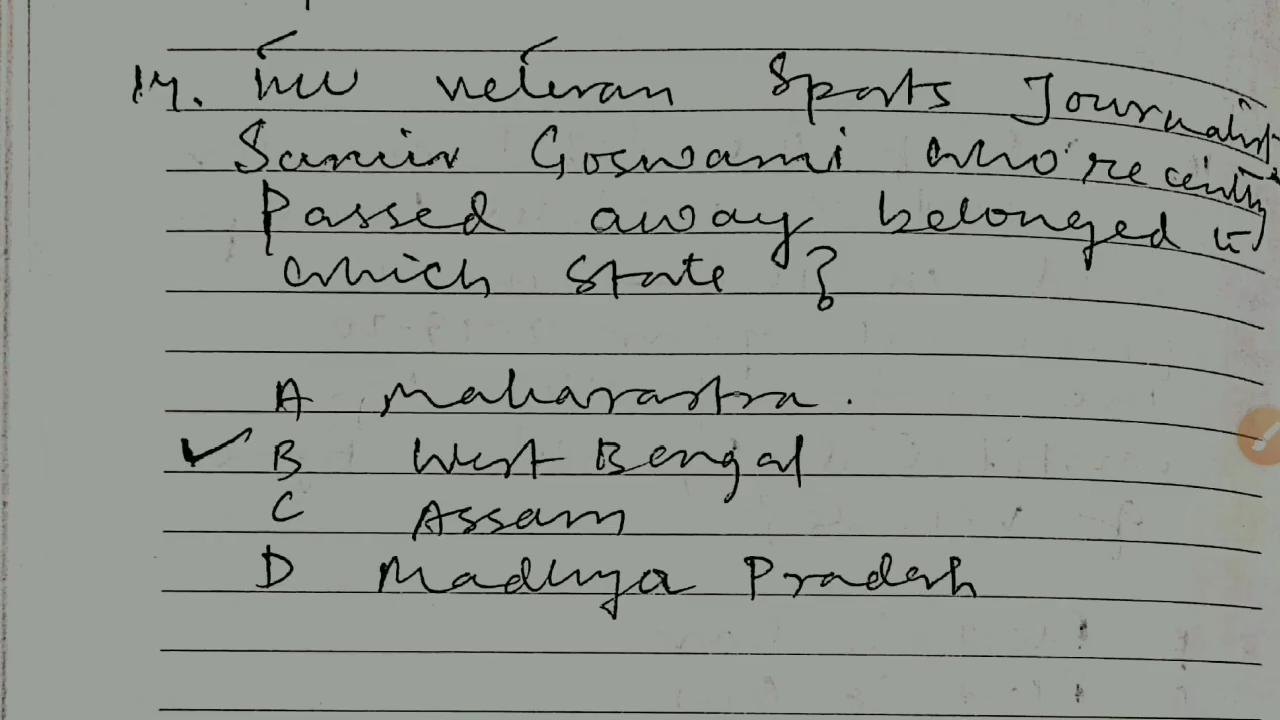 14. The veteran Sports Journalist
Samir Goswami who recently
Passed away belonged to
which state ?
A Maharastra .
B West Bengal
C Assam
D Madhya Pradesh